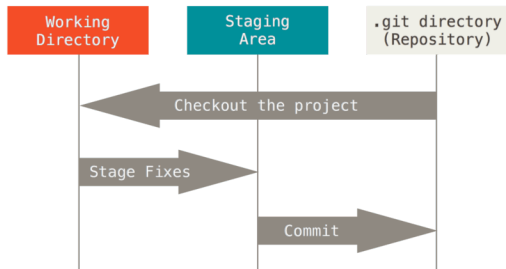 Working
Directory
Staging
Area
.git directory
(Repository)
Checkout the project
Stage Fixes
Commit